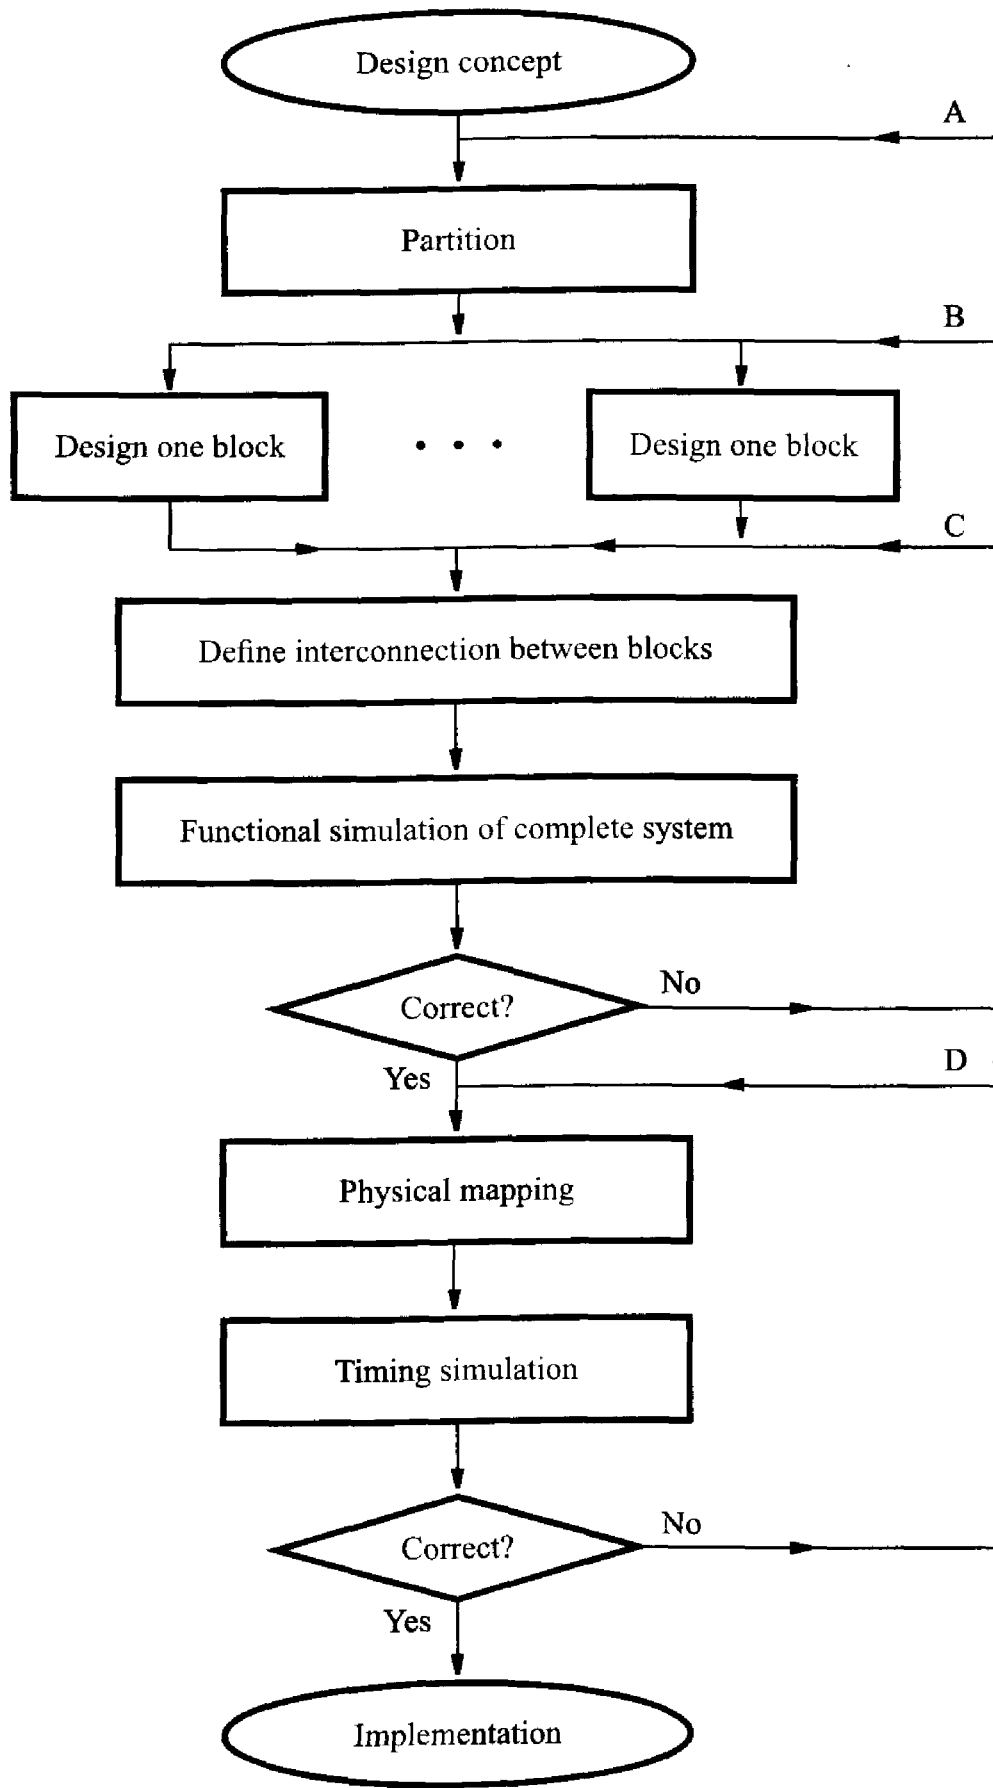 Design concept
A
Partition
B
Design one block
Design one block
C
Define interconnection between blocks
Functional simulation of complete system
Correct?
No
Yes
D
Physical mapping
Timing simulation
Correct?
No
Yes
Implementation